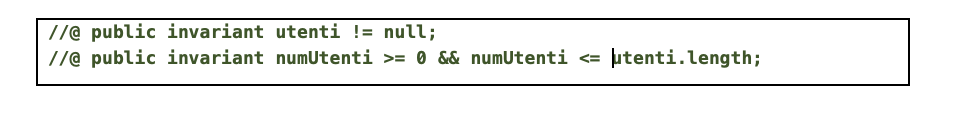 //@ public invariant utenti != null;
//@ public invariant numUtenti >= 0 && numUtenti <= utenti.length;